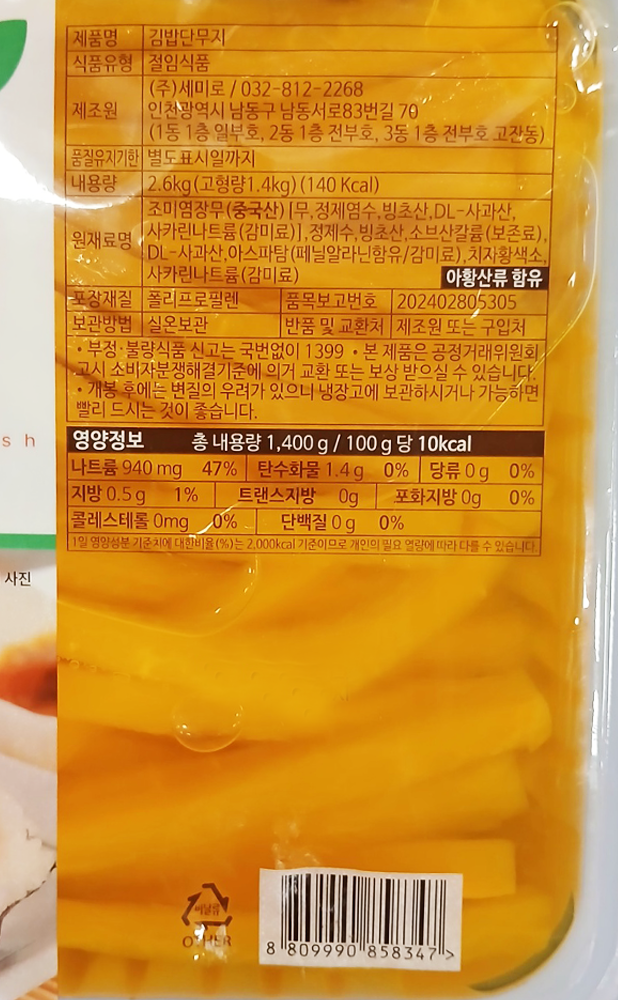 제품명 김밥단무지
식품유형 절임식품
제조원 (주)세미로 / 032-812-2268
인천광역시 남동구 남동서로83번길 70
(1동 1층 일부호, 2동 1층 전부호, 3동 1층 전부호 고잔동)
품질유지기한 별도표시일까지
내용량 2.6kg(고형량1.4kg) (140 Kcal)
원재료명 조미염장무(중국산) [무,정제염수,빙초산,DL-사과산,
사카린나트륨(감미료)],정제수,빙초산,소브산칼륨(보존료),
DL-사과산,아스파탐(페닐알라닌함유/감미료),치자황색소,
사카린나트륨(감미료) 아황산류 함유
포장재질 폴리프로필렌 품목보고번호 202402805305
보관방법 실온보관 반품 및 교환처 제조원 또는 구입처
• 부정·불량식품 신고는 국번없이 1399 • 본 제품은 공정거래위원회
고시 소비자분쟁해결기준에 의거 교환 또는 보상 받으실 수 있습니다.
• 개봉 후에는 변질의 우려가 있으니 냉장고에 보관하시거나 가능하면
빨리 드시는 것이 좋습니다.
영양정보 총 내용량 1,400 g / 100 g 당 10kcal
나트륨 940 mg 47% 탄수화물 1.4 g 0% 당류 0 g 0%
지방 0.5 g 1% 트랜스지방 0g 포화지방 0g 0%
콜레스테롤 0mg 0% 단백질 0 g 0%
1일 영양성분 기준치에 대한비율(%)는 2,000kcal 기준이므로 개인의 필요 열량에 따라 다를 수 있습니다.
s h
사진
비닐류
OTHER
8 809990 858347 >